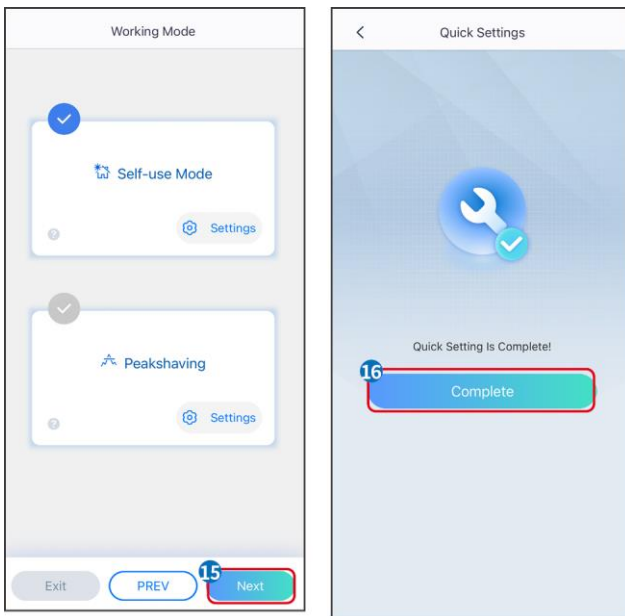 Working Mode
Self-use Mode
?
Settings
Peakshaving
?
Settings
Exit
PREV
15
Next
Quick Settings
Quick Setting Is Complete!
16
Complete